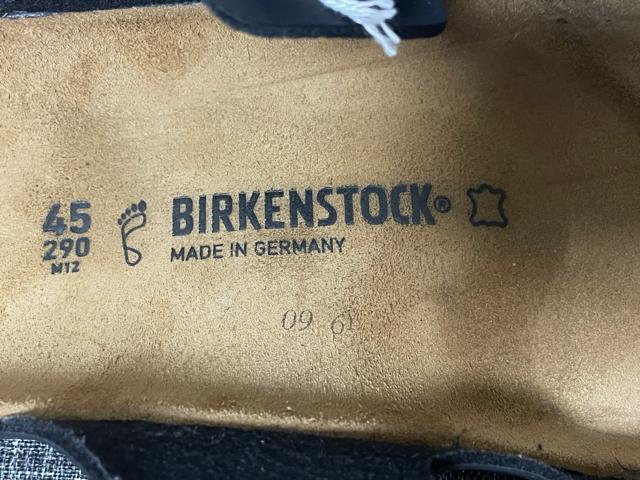 45
290
M12
BIRKENSTOCK®
MADE IN GERMANY
09